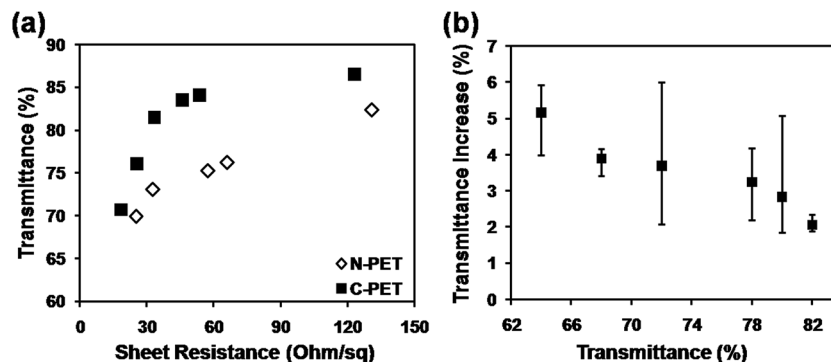 (a)
90
85
80
75
70
65
60
Transmittance (%)
N-PET
C-PET
0 30 60 90 120 150
Sheet Resistance (Ohm/sq)
(b)
7
6
5
4
3
2
1
0
Transmittance Increase (%)
62 66 70 74 78 82
Transmittance (%)